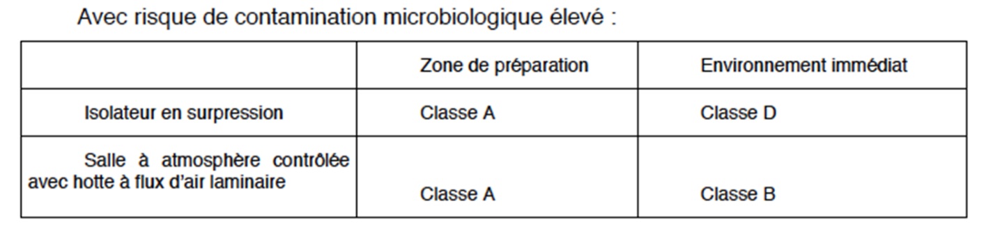 Avec risque de contamination microbiologique élevé :
Zone de préparation Environnement immédiat
Isolateur en surpression Classe A Classe D
Salle à atmosphère contrôlée
avec hotte à flux d’air laminaire
Classe A Classe B